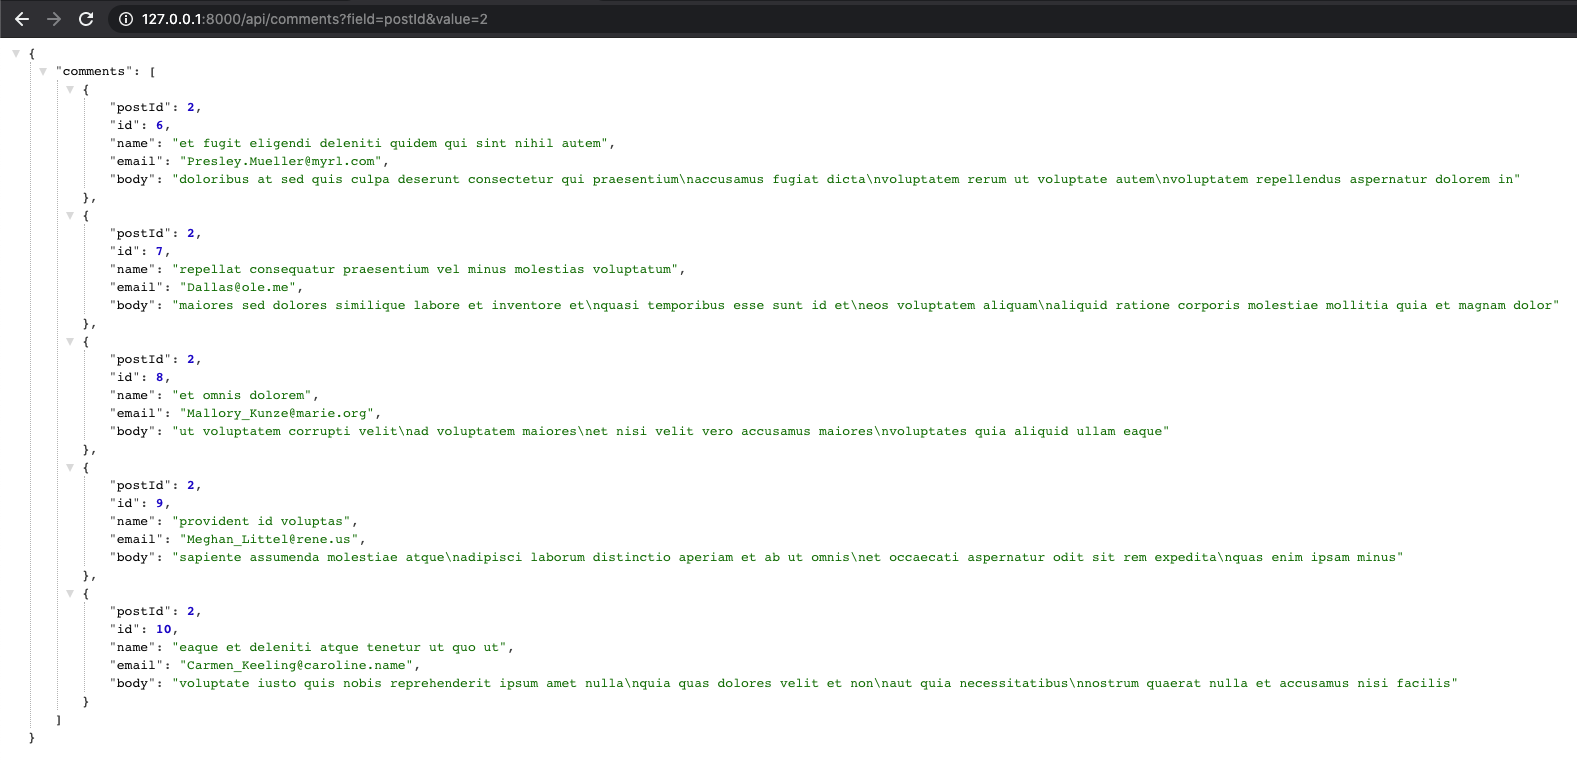 127.0.0.1:8000/api/comments?field=postId&value=2
{
"comments": [
{
"postId": 2,
"id": 6,
"name": "et fugit eligendi deleniti quidem qui sint nihil autem",
"email": "Presley.Mueller@myrl.com",
"body": "doloribus at sed quis culpa deserunt consectetur qui praesentium\naccusamus fugiat dicta\nvoluptatem rerum ut voluptate autem\nvoluptatem repellendus aspernatur dolorem in"
},
{
"postId": 2,
"id": 7,
"name": "repellat consequatur praesentium vel minus molestias voluptatum",
"email": "Dallas@ole.me",
"body": "maiores sed dolores similique labore et inventore et\nquasi temporibus esse sunt id et\neos voluptatem aliquam\naliquid ratione corporis molestiae mollitia quia et magnam dolor"
},
{
"postId": 2,
"id": 8,
"name": "et omnis dolorem",
"email": "Mallory_Kunze@marie.org",
"body": "ut voluptatem corrupti velit\nad voluptatem maiores\net nisi velit vero accusamus maiores\nvoluptates quia aliquid ullam eaque"
},
{
"postId": 2,
"id": 9,
"name": "provident id voluptas",
"email": "Meghan_Littel@rene.us",
"body": "sapiente assumenda molestiae atque\nadipisci laborum distinctio aperiam et ab ut omnis\net occaecati aspernatur odit sit rem expedita\nquas enim ipsam minus"
},
{
"postId": 2,
"id": 10,
"name": "eaque et deleniti atque tenetur ut quo ut",
"email": "Carmen_Keeling@caroline.name",
"body": "voluptate iusto quis nobis reprehenderit ipsum amet nulla\nquia quas dolores velit et non\naut quia necessitatibus\nnostrum quaerat nulla et accusamus nisi facilis"
}
]
}